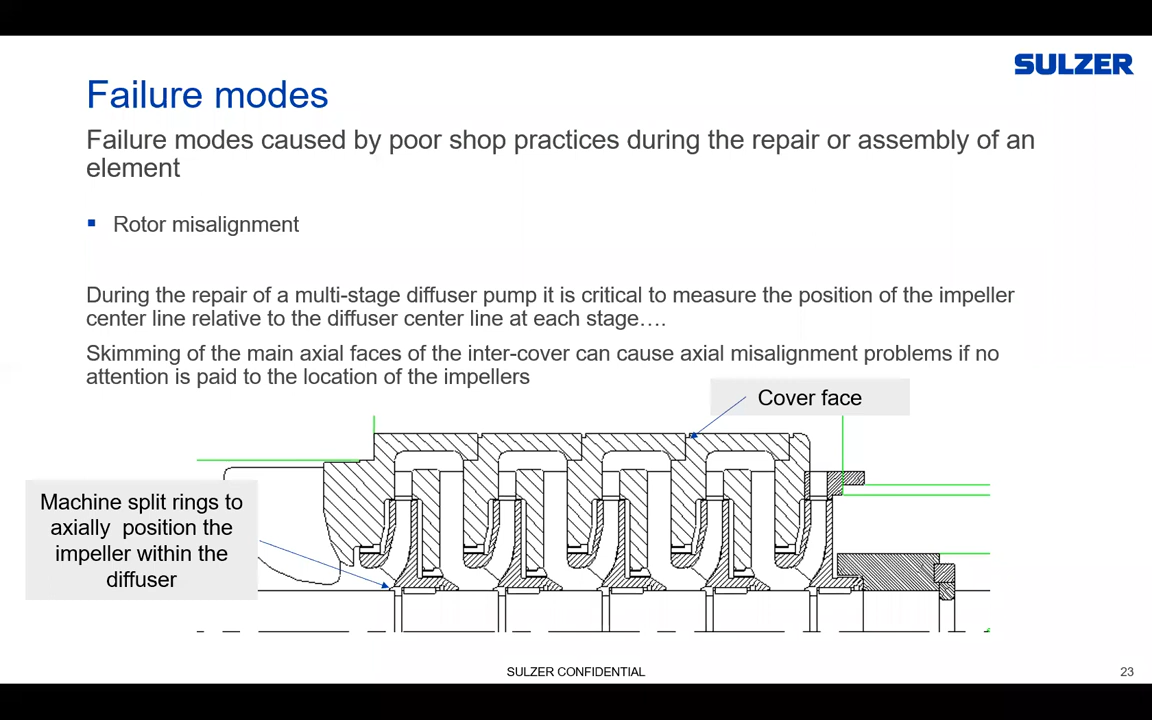 SULZER
Failure modes
Failure modes caused by poor shop practices during the repair or assembly of an
element
▪ Rotor misalignment
During the repair of a multi-stage diffuser pump it is critical to measure the position of the impeller
center line relative to the diffuser center line at each stage….
Skimming of the main axial faces of the inter-cover can cause axial misalignment problems if no
attention is paid to the location of the impellers
Cover face
Machine split rings to
axially position the
impeller within the
diffuser
SULZER CONFIDENTIAL
23